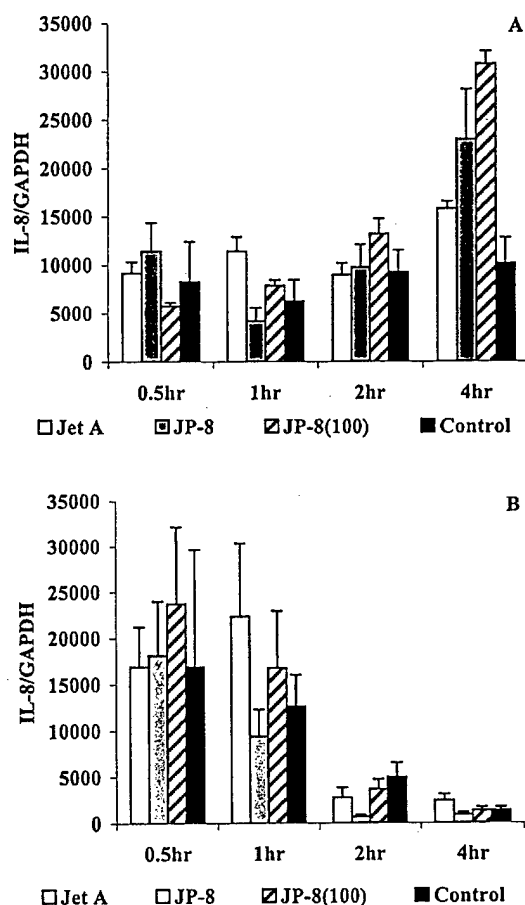 A
35000
30000
25000
20000
15000
10000
5000
0
IL-8/GAPDH
0.5hr 1hr 2hr 4hr
Jet A JP-8 JP-8(100) Control
B
35000
30000
25000
20000
15000
10000
5000
0
IL-8/GAPDH
0.5hr 1hr 2hr 4hr
Jet A JP-8 JP-8(100) Control